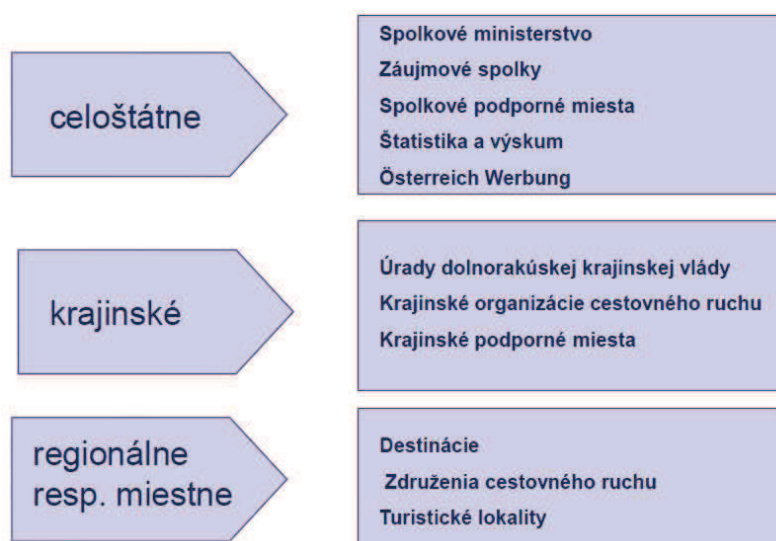 celoštátne
Spolkové ministerstvo
Záujmové spolky
Spolkové podporné miesta
Štatistika a výskum
Österreich Werbung
krajinské
Úrady dolnorakúskej krajinskej vlády
Krajinské organizácie cestovného ruchu
Krajinské podporné miesta
regionálne
resp. miestne
Destinácie
Združenia cestovného ruchu
Turistické lokality